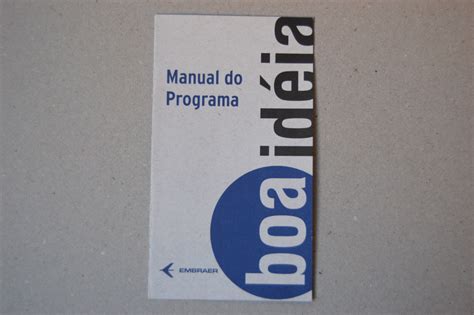 Manual do
Programa
boa idéia
EMBRAER